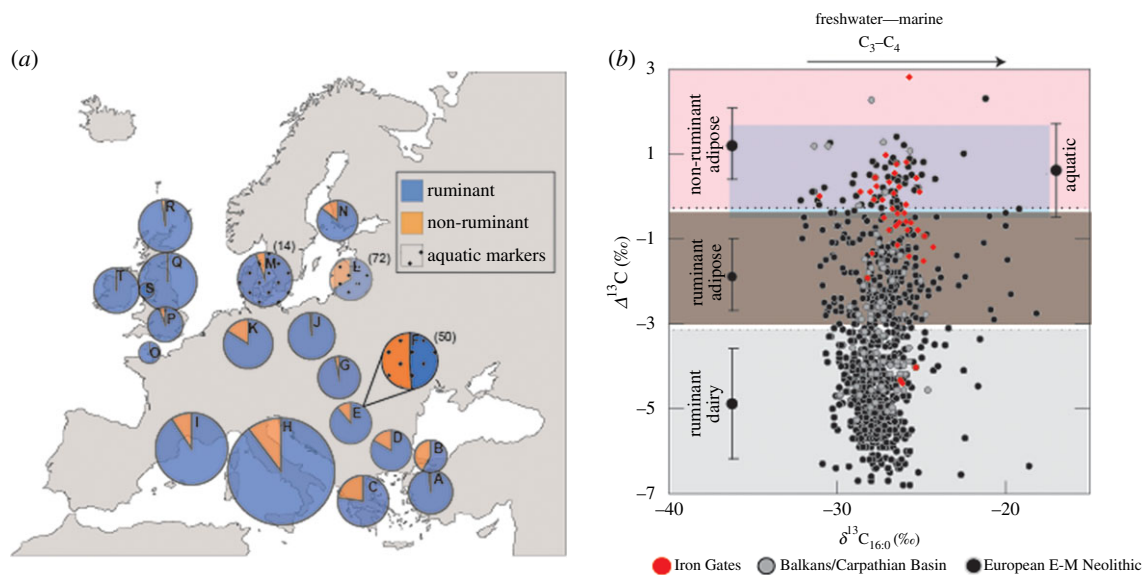 (a)
ruminant
non-ruminant
aquatic markers
R
N
(14)
M
(72)
L
T
Q
S
P
O
K
J
(50)
F
G
E
I
H
D
B
A
C
(b)
freshwater—marine
C3–C4
3
1
−1
−3
−5
−7
Δ13C (‰)
non-ruminant
adipose
aquatic
ruminant
adipose
ruminant
dairy
−40
−30
−20
δ13C16:0 (‰)
Iron Gates
Balkans/Carpathian Basin
European E-M Neolithic